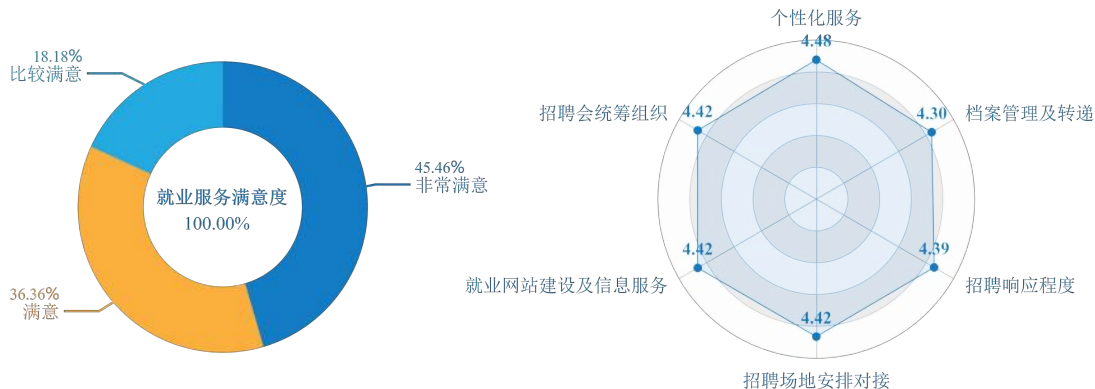 18.18%
比较满意
就业服务满意度
100.00%
45.46%
非常满意
36.36%
满意
个性化服务
4.48
招聘会统筹组织
4.42
4.30
档案管理及转递
就业网站建设及信息服务
4.42
4.39
招聘响应程度
4.42
招聘场地安排对接